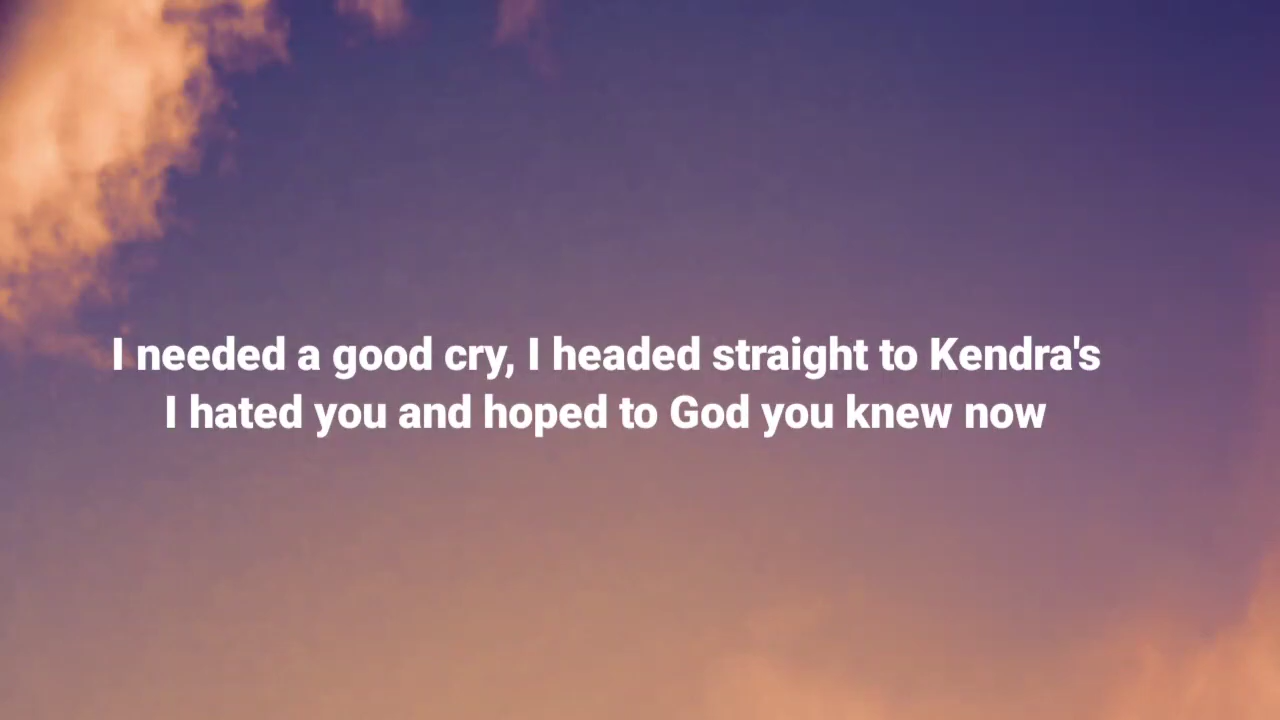 I needed a good cry, I headed straight to Kendra's
I hated you and hoped to God you knew now